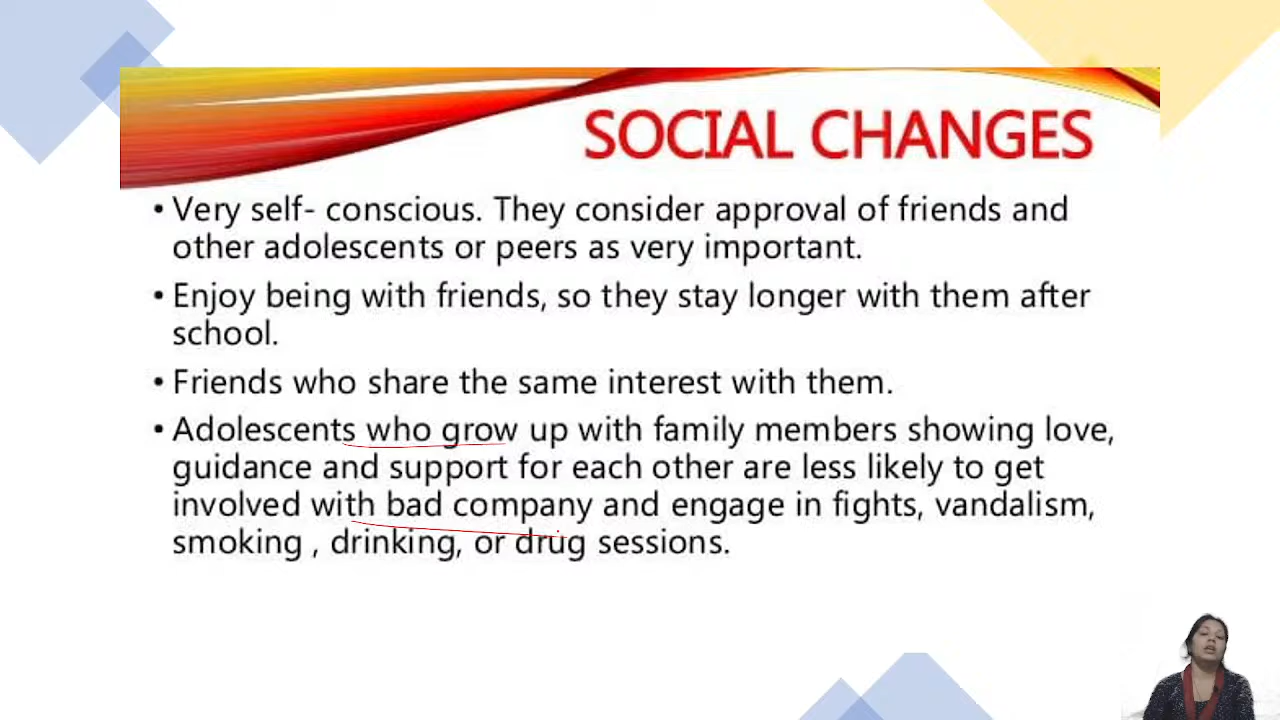 SOCIAL CHANGES
• Very self- conscious. They consider approval of friends and
other adolescents or peers as very important.
• Enjoy being with friends, so they stay longer with them after
school.
• Friends who share the same interest with them.
• Adolescents who grow up with family members showing love,
guidance and support for each other are less likely to get
involved with bad company and engage in fights, vandalism,
smoking , drinking, or drug sessions.